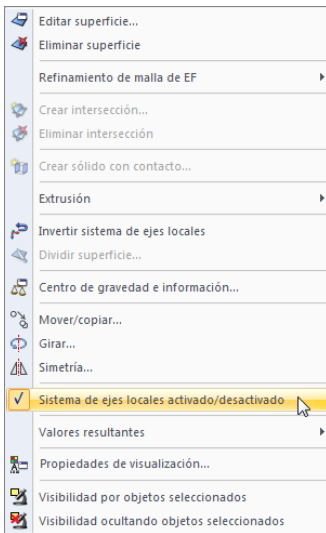 Editar superficie...
Eliminar superficie
Refinamiento de malla de EF
Crear intersección...
Eliminar intersección
Crear sólido con contacto...
Extrusión
Invertir sistema de ejes locales
Dividir superficie...
Centro de gravedad e información...
Mover/copiar...
Girar...
Simetría...
Sistema de ejes locales activado/desactivado
Valores resultantes
Propiedades de visualización...
Visibilidad por objetos seleccionados
Visibilidad ocultando objetos seleccionados